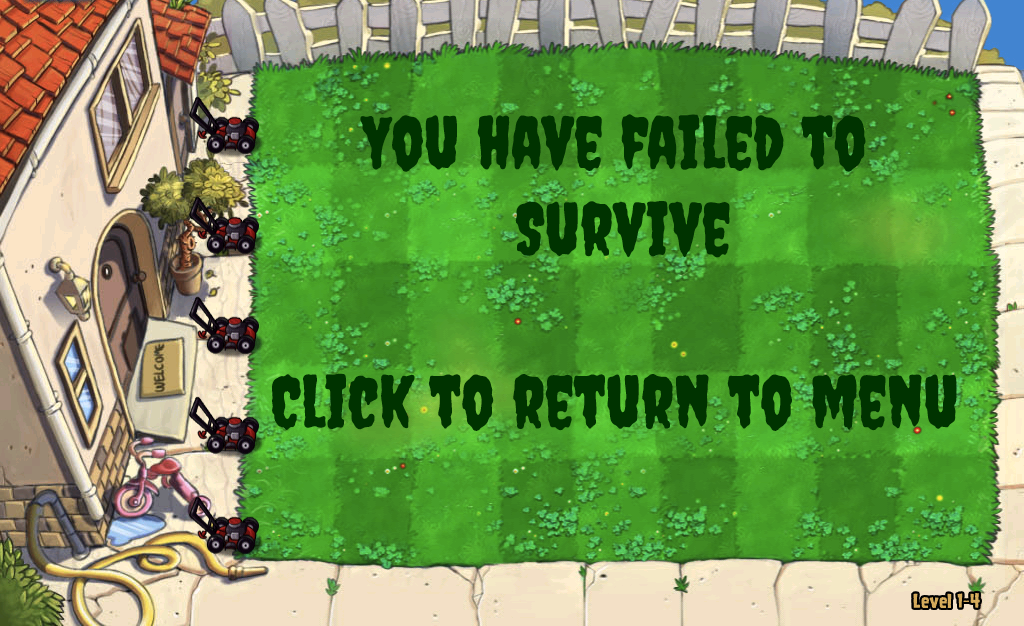 YOU HAVE FAILED TO
SURVIVE
CLICK TO RETURN TO MENU
WELCOME
Level 1-4